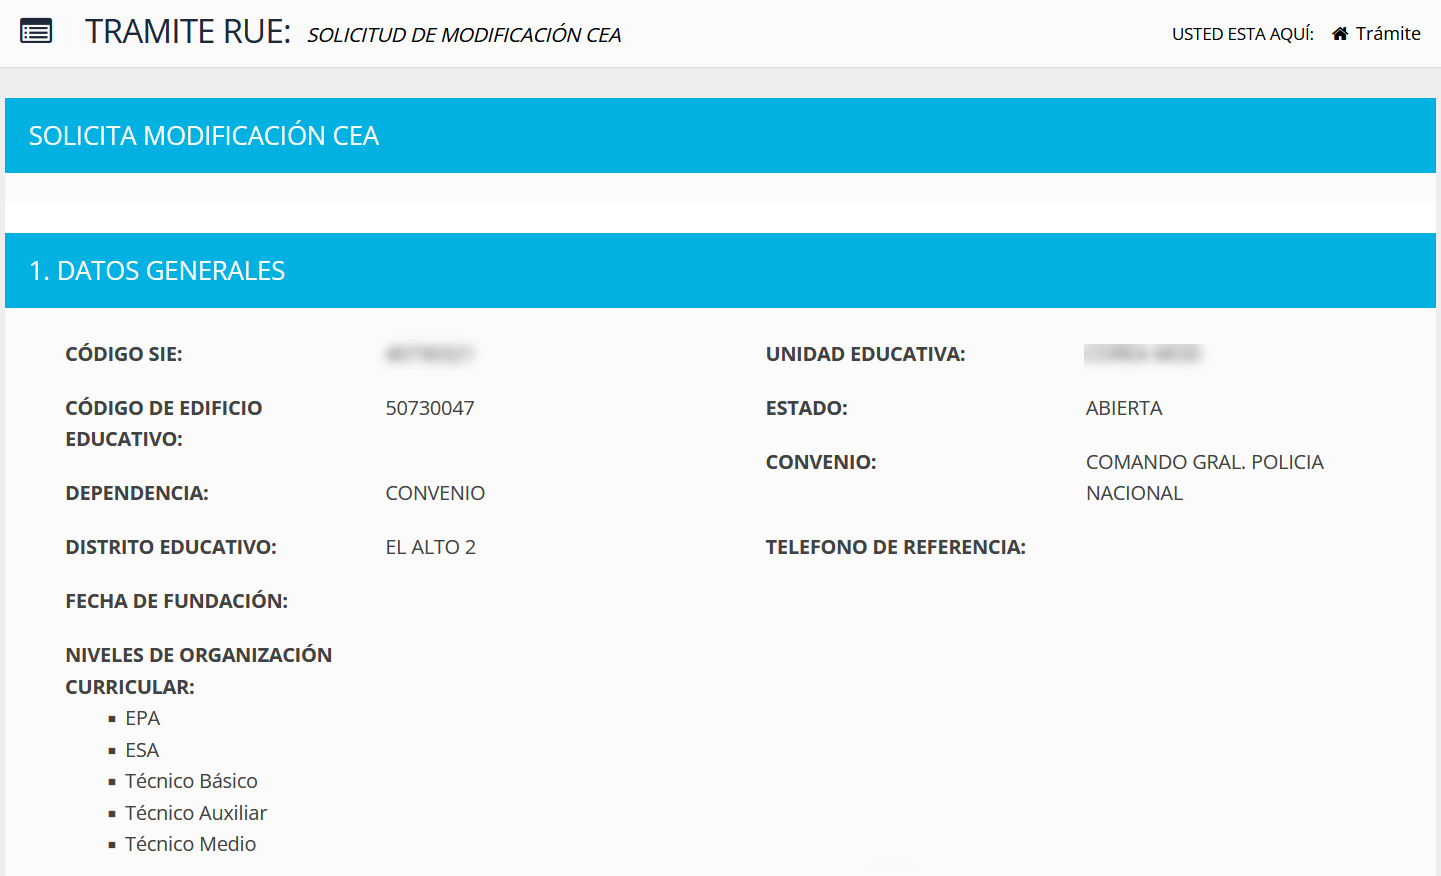 TRAMITE RUE: SOLICITUD DE MODIFICACIÓN CEA
USTED ESTA AQUÍ: Trámite
SOLICITA MODIFICACIÓN CEA
1. DATOS GENERALES
CÓDIGO SIE:
UNIDAD EDUCATIVA:
CÓDIGO DE EDIFICIO EDUCATIVO: 50730047
ESTADO: ABIERTA
CONVENIO: COMANDO GRAL. POLICIA NACIONAL
DEPENDENCIA: CONVENIO
DISTRITO EDUCATIVO: EL ALTO 2
TELEFONO DE REFERENCIA:
FECHA DE FUNDACIÓN:
NIVELES DE ORGANIZACIÓN
CURRICULAR:
EPA
ESA
Técnico Básico
Técnico Auxiliar
Técnico Medio